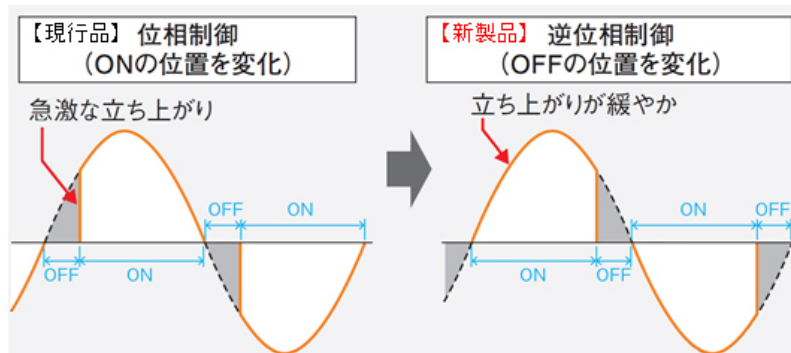 【現行品】 位相制御
(ONの位置を変化)
急激な立ち上がり
OFF
ON
OFF
ON
【新製品】 逆位相制御
(OFFの位置を変化)
立ち上がりが緩やか
ON
OFF
ON
OFF